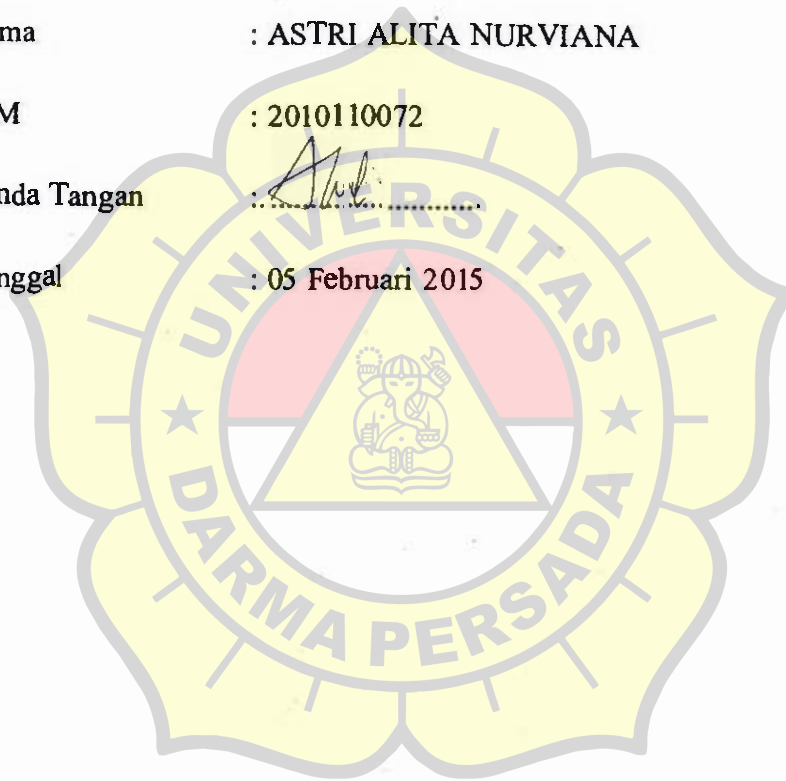 ma : ASTRI ALITA NURVIANA
M : 2010110072
nda Tangan : ....................
nggal : 05 Februari 2015
UNIVERSITAS
DARMA PERSADA